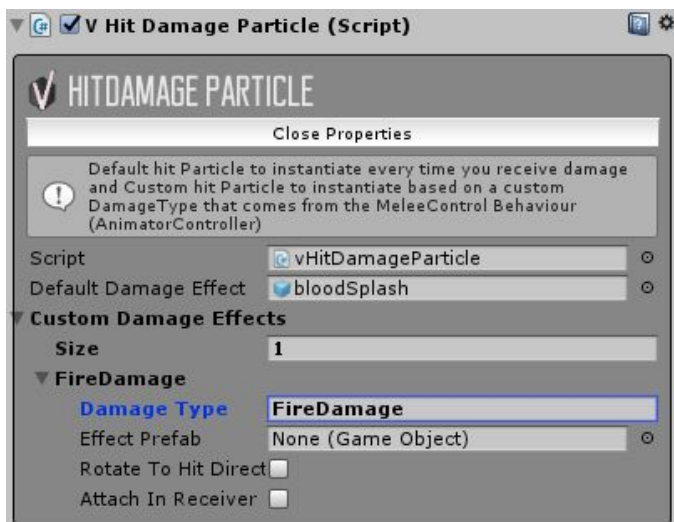 V Hit Damage Particle (Script)
HITDAMAGE PARTICLE
Close Properties
Default hit Particle to instantiate every time you receive damage
and Custom hit Particle to instantiate based on a custom
DamageType that comes from the MeleeControl Behaviour
(AnimatorController)
Script vHitDamageParticle
Default Damage Effect bloodSplash
Custom Damage Effects
Size 1
FireDamage
Damage Type FireDamage
Effect Prefab None (Game Object)
Rotate To Hit Direct
Attach In Receiver